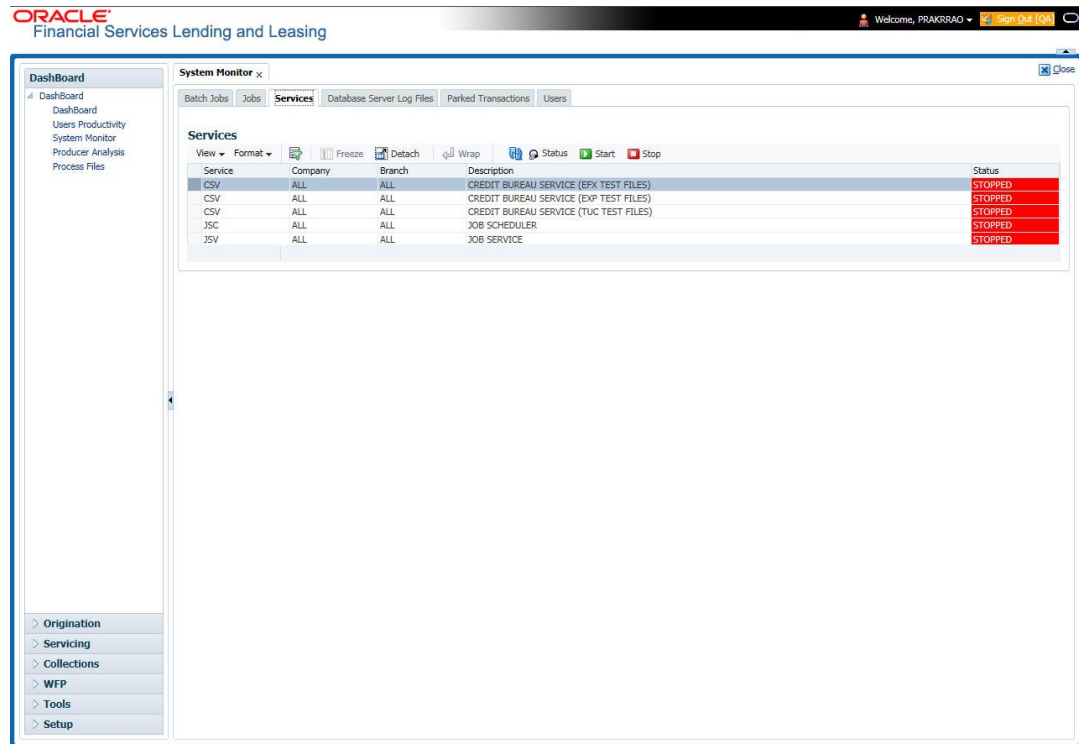 ORACLE
Financial Services Lending and Leasing
Welcome, PRAKRRAO
Sign Out [QA]
DashBoard
DashBoard
DashBoard
Users Productivity
System Monitor
Producer Analysis
Process Files
Origination
Servicing
Collections
WFP
Tools
Setup
System Monitor
Close
Batch Jobs Jobs Services Database Server Log Files Parked Transactions Users
Services
View Format Freeze Detach Wrap Status Start Stop
Service Company Branch Description Status
CSV ALL ALL CREDIT BUREAU SERVICE (EFX TEST FILES) STOPPED
CSV ALL ALL CREDIT BUREAU SERVICE (EXP TEST FILES) STOPPED
CSV ALL ALL CREDIT BUREAU SERVICE (TUC TEST FILES) STOPPED
JSC ALL ALL JOB SCHEDULER STOPPED
JSV ALL ALL JOB SERVICE STOPPED